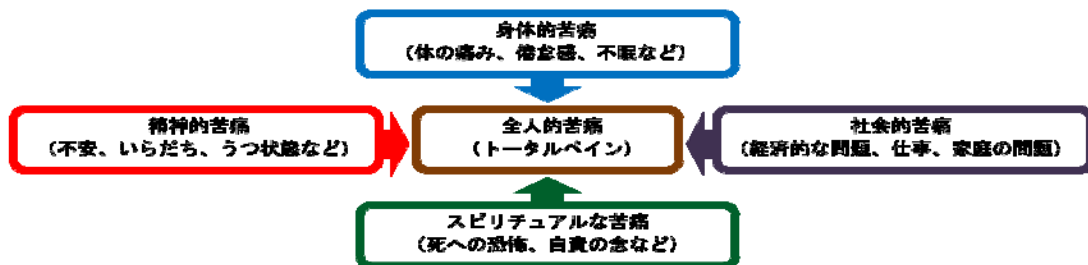 身体的苦痛
（体の痛み、倦怠感、不眠など）
精神的苦痛
（不安、いらだち、うつ状態など）
全人的苦痛
（トータルペイン）
社会的苦痛
（経済的な問題、仕事、家庭の問題）
スピリチュアルな苦痛
（死への恐怖、自責の念など）